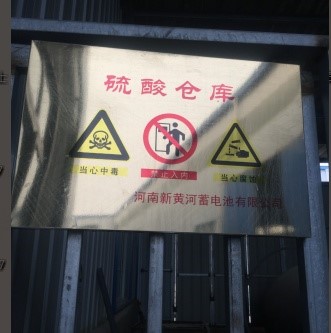 硫酸仓库
当心中毒
禁止入内
当心腐蚀
河南新黄河蓄电池有限公司